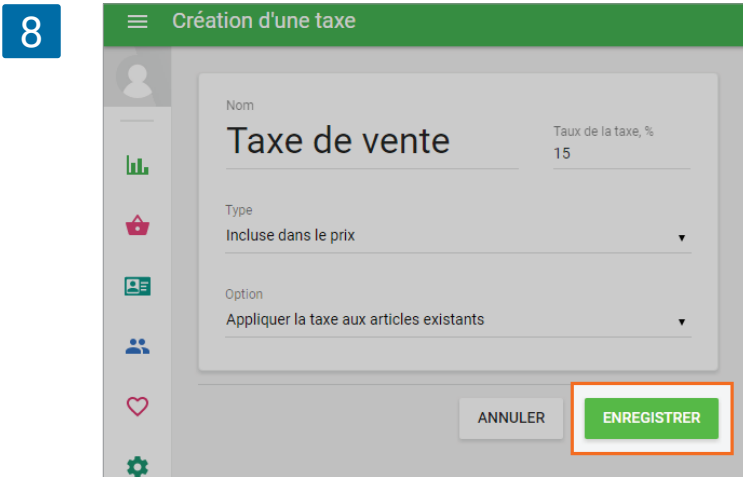 8
Création d'une taxe
Nom
Taxe de vente
Taux de la taxe, %
15
Type
Incluse dans le prix
Option
Appliquer la taxe aux articles existants
ANNULER
ENREGISTRER